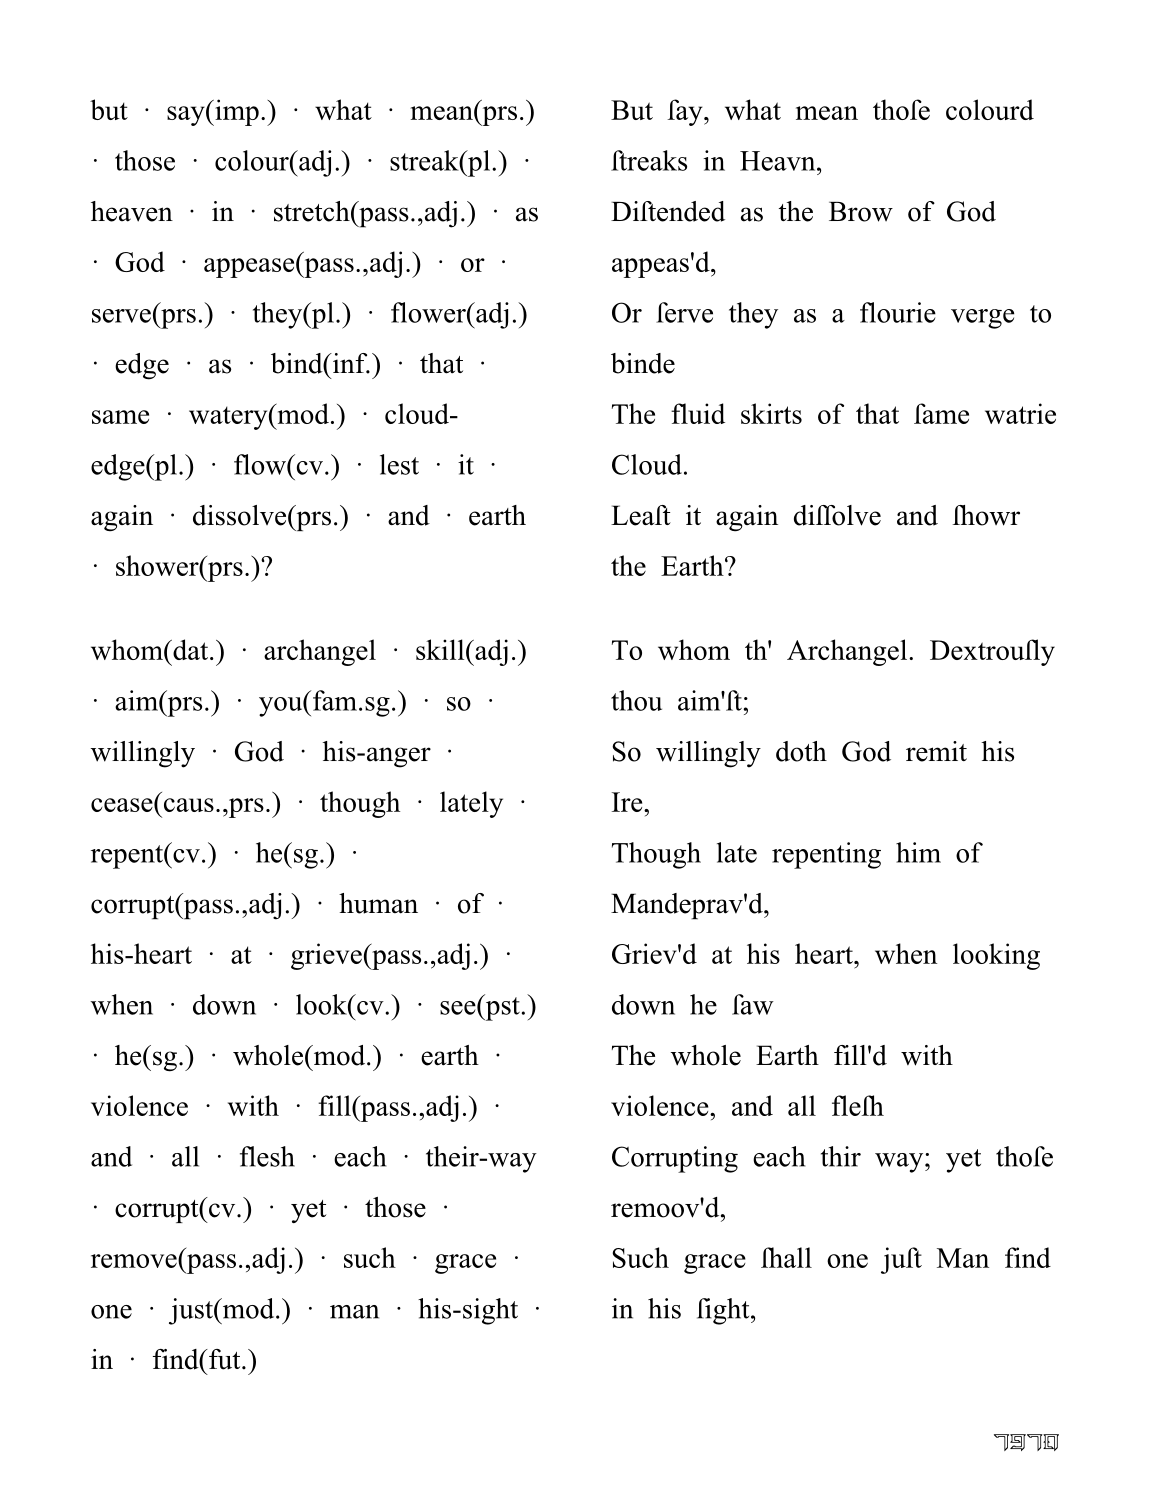 but · say(imp.) · what · mean(prs.)
· those · colour(adj.) · streak(pl.) ·
heaven · in · stretch(pass.,adj.) · as
· God · appease(pass.,adj.) · or ·
serve(prs.) · they(pl.) · flower(adj.)
· edge · as · bind(inf.) · that ·
same · watery(mod.) · cloud-
edge(pl.) · flow(cv.) · lest · it ·
again · dissolve(prs.) · and · earth
· shower(prs.)?
whom(dat.) · archangel · skill(adj.)
· aim(prs.) · you(fam.sg.) · so ·
willingly · God · his-anger ·
cease(caus.,prs.) · though · lately ·
repent(cv.) · he(sg.) ·
corrupt(pass.,adj.) · human · of ·
his-heart · at · grieve(pass.,adj.) ·
when · down · look(cv.) · see(pst.)
· he(sg.) · whole(mod.) · earth ·
violence · with · fill(pass.,adj.) ·
and · all · flesh · each · their-way
· corrupt(cv.) · yet · those ·
remove(pass.,adj.) · such · grace ·
one · just(mod.) · man · his-sight ·
in · find(fut.)
But ſay, what mean thoſe colourd
ſtreaks in Heavn,
Diſtended as the Brow of God
appeas'd,
Or ſerve they as a flourie verge to
binde
The fluid skirts of that ſame watrie
Cloud.
Leaſt it again diſſolve and ſhowr
the Earth?
To whom th' Archangel. Dextrouſly
thou aim'ſt;
So willingly doth God remit his
Ire,
Though late repenting him of
Mandeprav'd,
Griev'd at his heart, when looking
down he ſaw
The whole Earth fill'd with
violence, and all fleſh
Corrupting each thir way; yet thoſe
remoov'd,
Such grace ſhall one juſt Man find
in his ſight,